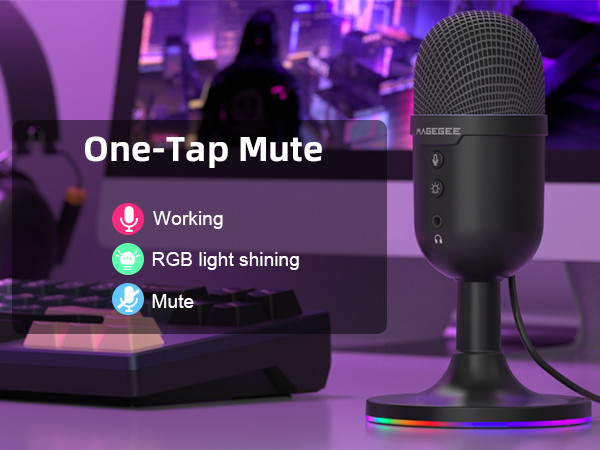 One-Tap Mute
MAGEGEE
Working
RGB light shining
Mute